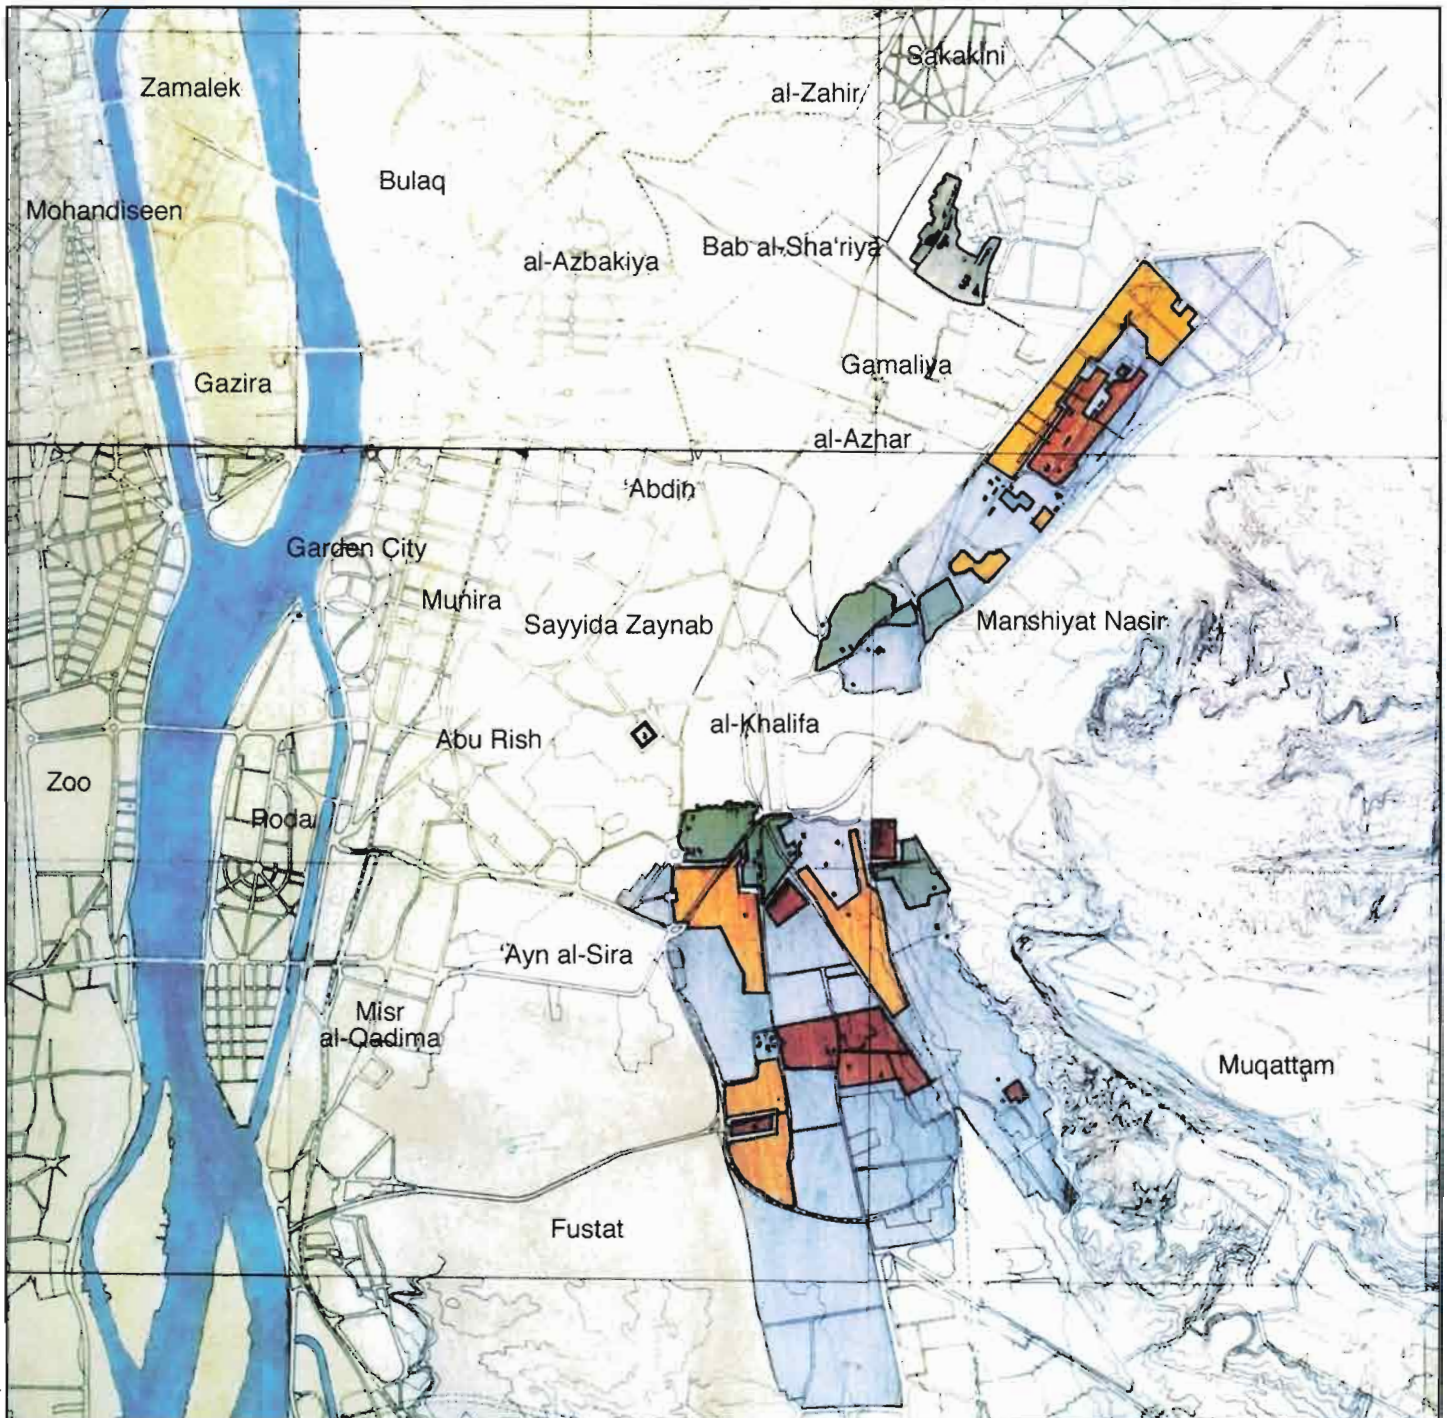 Sakakini
Zamalek
al-Zahir
Bulaq
Mohandiseen
Bab al-Sha‘riya
al-Azbakiya
Gamaliya
Gazira
al-Azhar
‘Abdin
Garden City
Munira
Sayyida Zaynab
Manshiyat Nasir
al-Khalifa
Abu Rish
Zoo
Roda
‘Ayn al-Sira
Misr
al-Qadima
Muqattam
Fustat